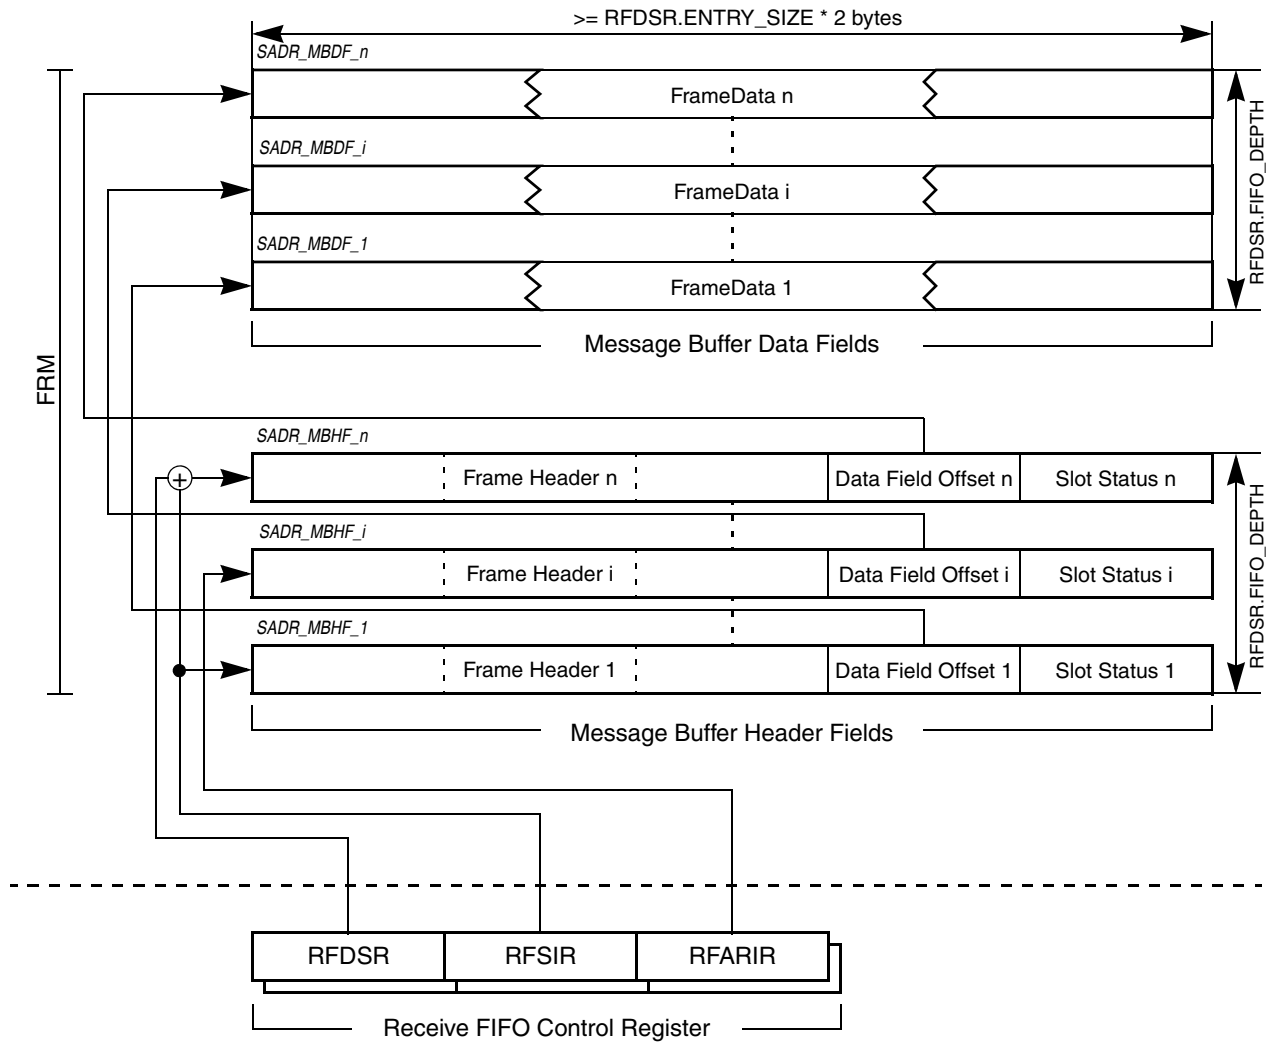 >= RFDSR.ENTRY_SIZE * 2 bytes
SADR_MBDF_n
FrameData n
SADR_MBDF_i
FrameData i
SADR_MBDF_1
FrameData 1
RFDSR.FIFO_DEPTH
Message Buffer Data Fields
FRM
SADR_MBHF_n
Frame Header n
Data Field Offset n
Slot Status n
SADR_MBHF_i
Frame Header i
Data Field Offset i
Slot Status i
SADR_MBHF_1
Frame Header 1
Data Field Offset 1
Slot Status 1
RFDSR.FIFO_DEPTH
Message Buffer Header Fields
+
RFDSR
RFSIR
RFARIR
Receive FIFO Control Register